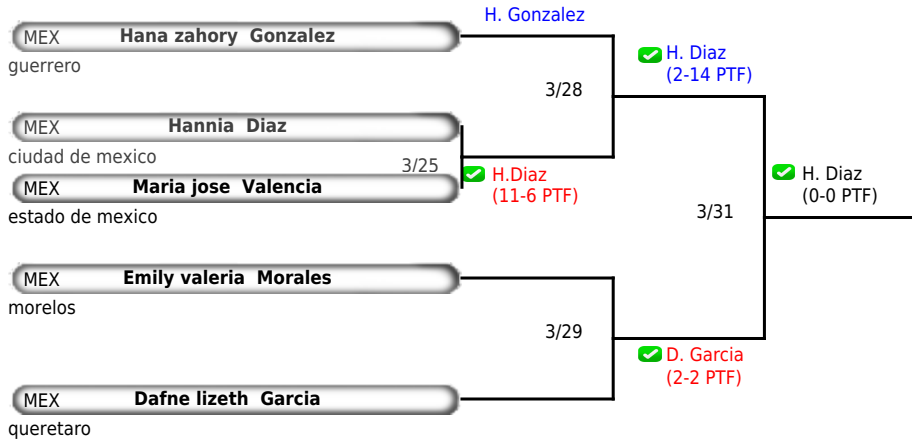 H. Gonzalez
MEX Hana zahory Gonzalez
guerrero
H. Diaz
(2-14 PTF)
3/28
MEX Hannia Diaz
ciudad de mexico
3/25
H.Diaz
(11-6 PTF)
MEX Maria jose Valencia
estado de mexico
H. Diaz
(0-0 PTF)
3/31
MEX Emily valeria Morales
morelos
3/29
D. Garcia
(2-2 PTF)
MEX Dafne lizeth Garcia
queretaro